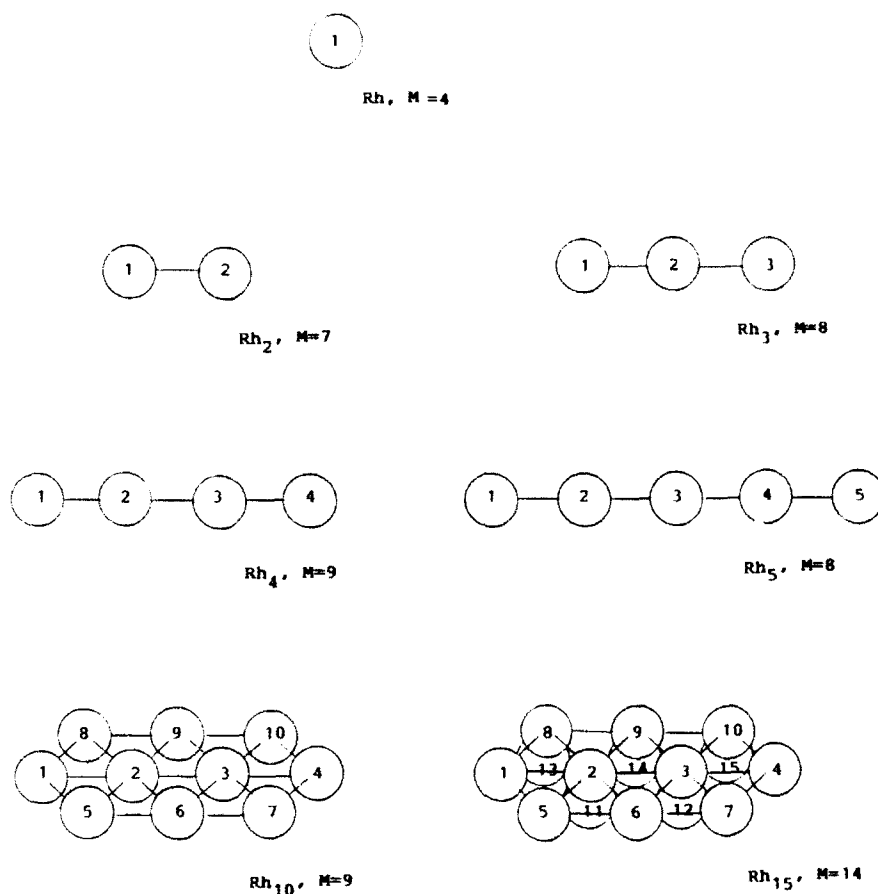 1
Rh, M =4
1 2
1 2 3
Rh2, M=7
Rh3, M=8
1 2 3 4
1 2 3 4 5
Rh4, M=9
Rh5, M=8
8 9 10
1 2 3 4
5 6 7
8 9 10
1 13 2 14 3 15 4
5 11 6 12 7
Rh10, M=9
Rh15, M=14